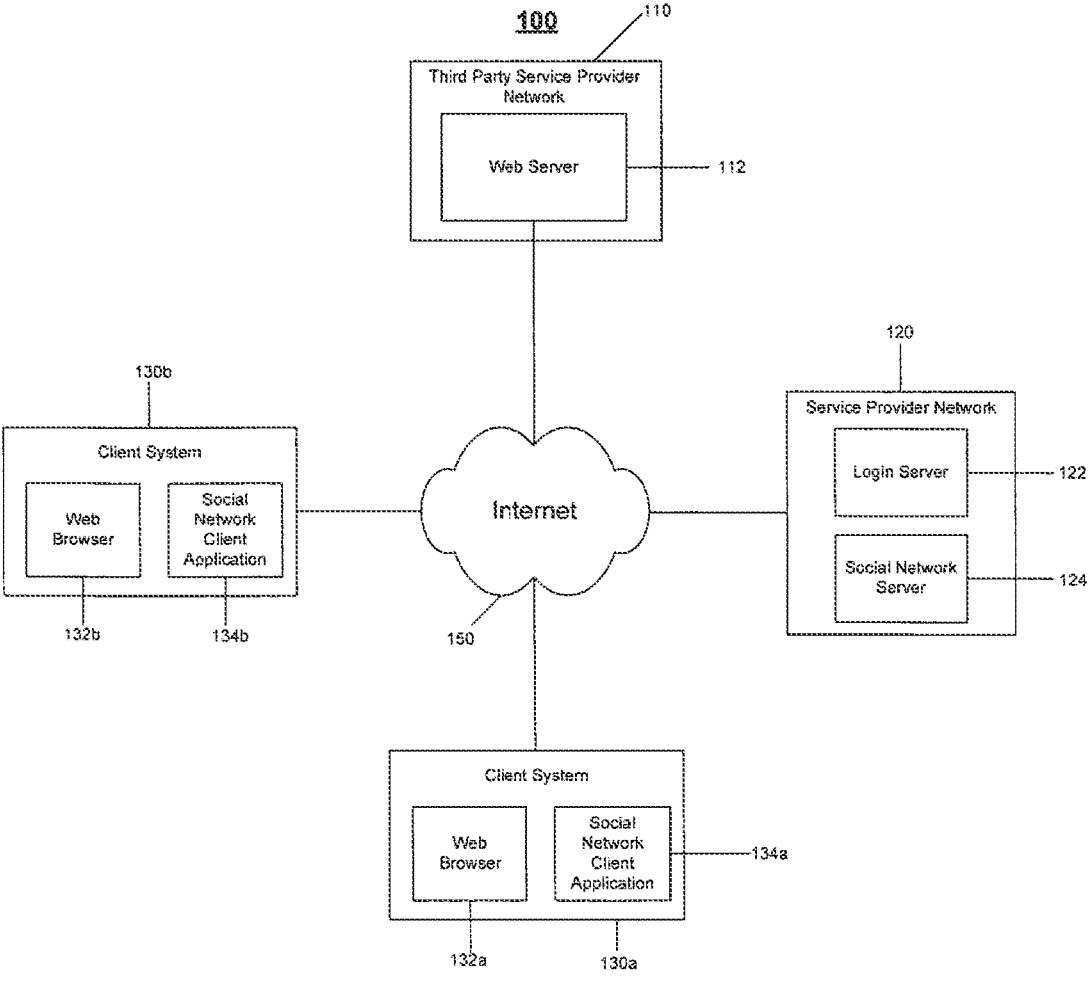 100
110
Third Party Service Provider
Network
Web Server
112
120
Service Provider Network
Login Server
122
Social Network
Server
124
130b
Client System
Web
Browser
Social
Network
Client
Application
132b
134b
Internet
150
Client System
Web
Browser
Social
Network
Client
Application
134a
132a
130a